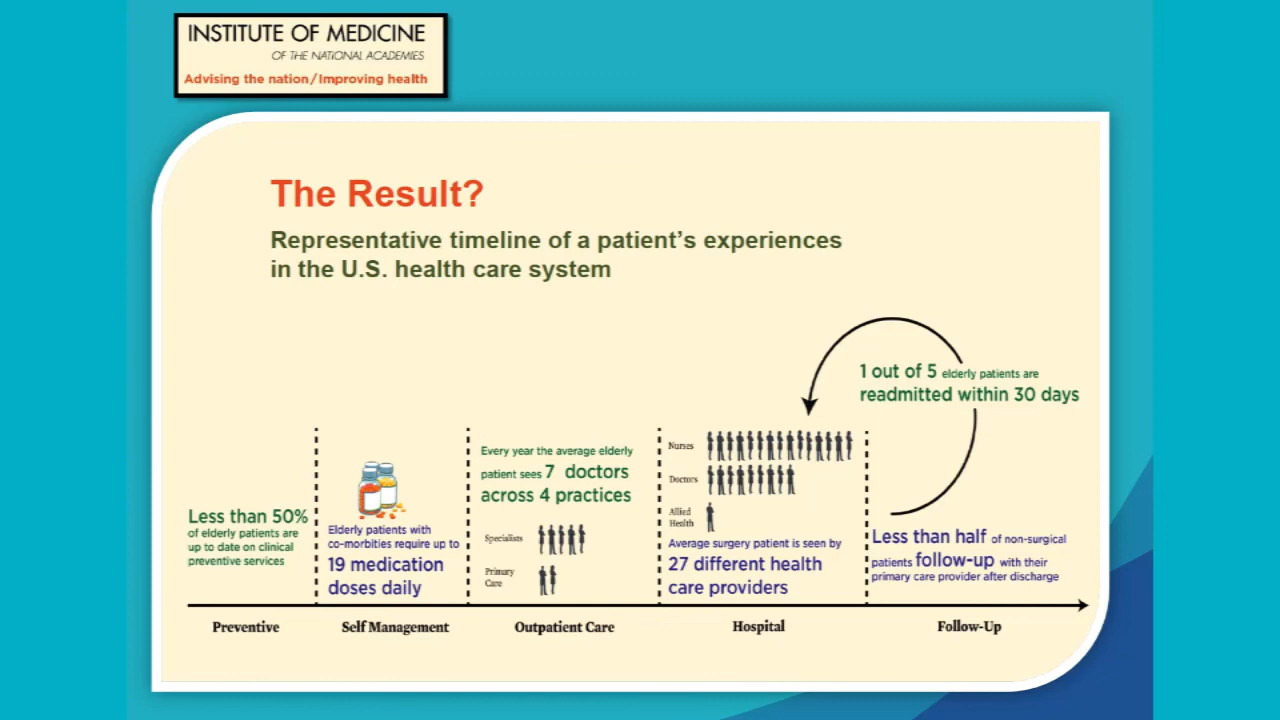 INSTITUTE OF MEDICINE
OF THE NATIONAL ACADEMIES
Advising the nation/Improving health
The Result?
Representative timeline of a patient's experiences
in the U.S. health care system
Less than 50%
of elderly patients are
up to date on clinical
preventive services
Elderly patients with
co-morbities require up to
19 medication
doses daily
Every year the average elderly
patient sees 7 doctors
across 4 practices
Specialists
Primary
Care
Nurses
Doctors
Allied
Health
Average surgery patient is seen by
27 different health
care providers
1 out of 5 elderly patients are
readmitted within 30 days
Less than half of non-surgical
patients follow-up with their
primary care provider after discharge
Preventive
Self Management
Outpatient Care
Hospital
Follow-Up